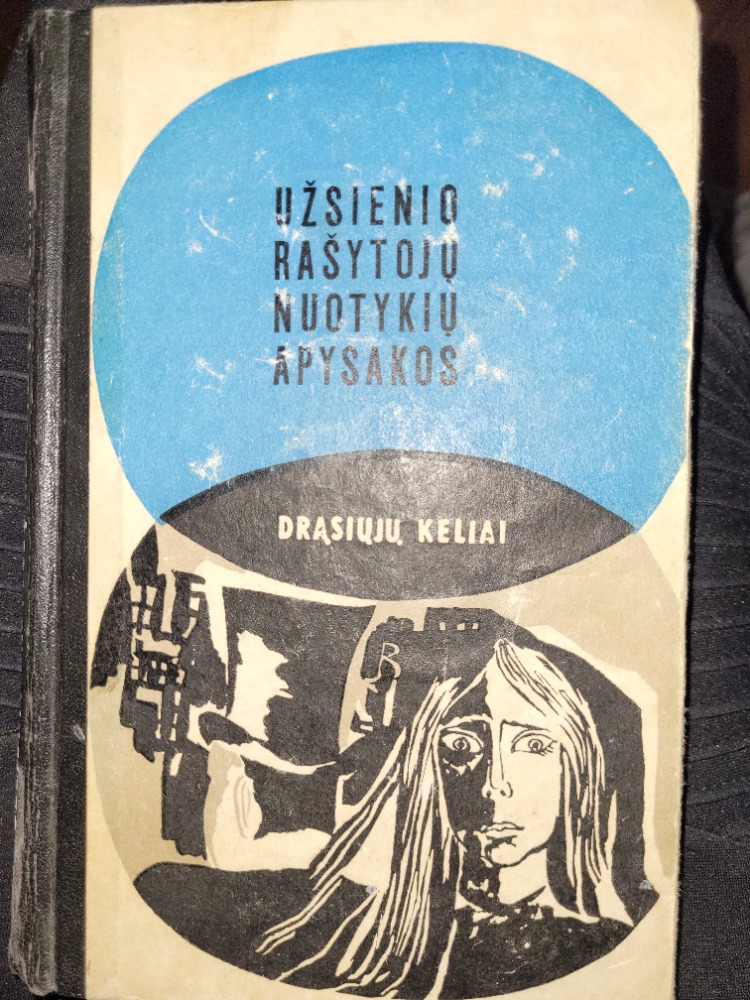 UŽSIENIO
RAŠYTOJŲ
NUOTYKIŲ
APYSAKOS
DRĄSIŲJŲ KELIAI